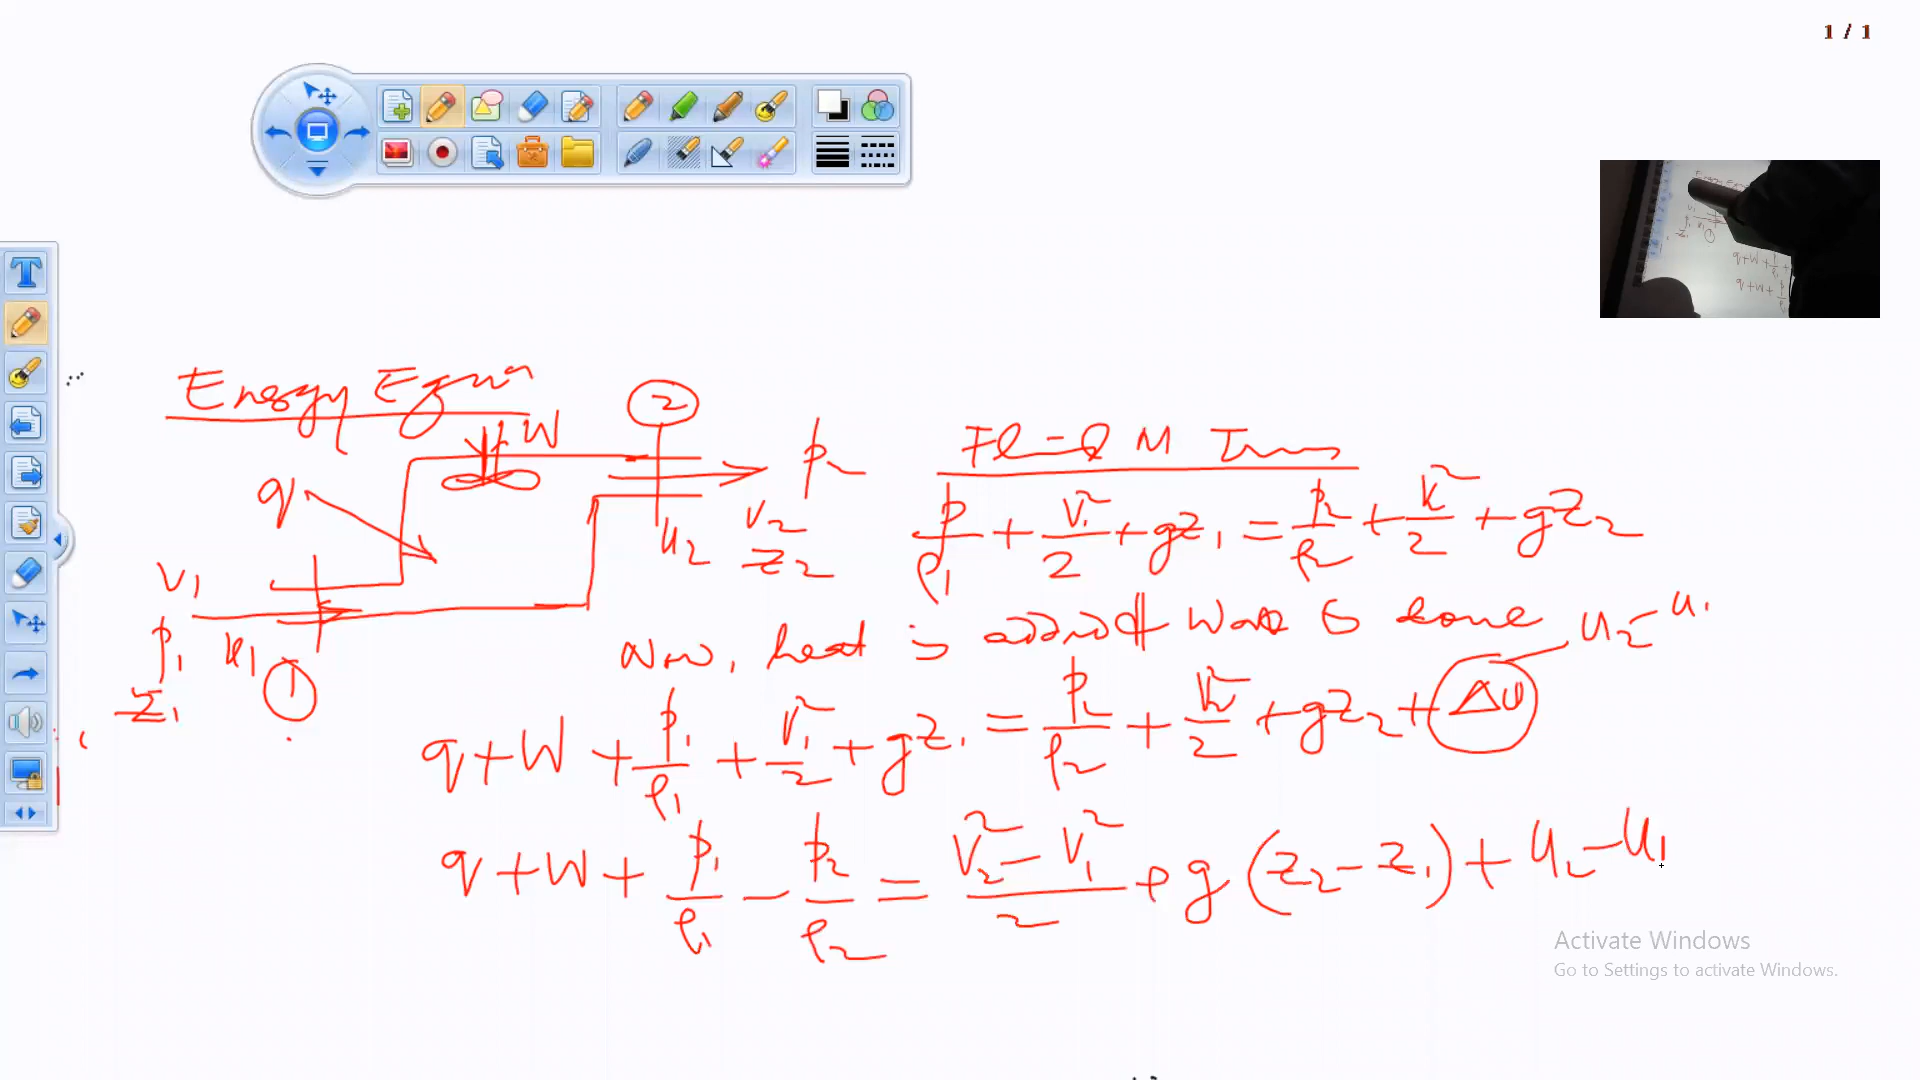 1 / 1
Energy Eqn
W
2
q
p2
u2
V2
Z2
V1
p1
u1
Z1
1
p/ρ1 + V1²/2 + gz1 = p2/ρ2 + V2²/2 + gz2
Now, heat is added & Work is done u2 - u1
q + W + p1/ρ1 + V1²/2 + gz1 = p2/ρ2 + V2²/2 + gz2 + ΔU
q + W + p1/ρ1 - p2/ρ2 = (V2² - V1²)/2 + g(z2 - z1) + u2 - u1
Activate Windows
Go to Settings to activate Windows.